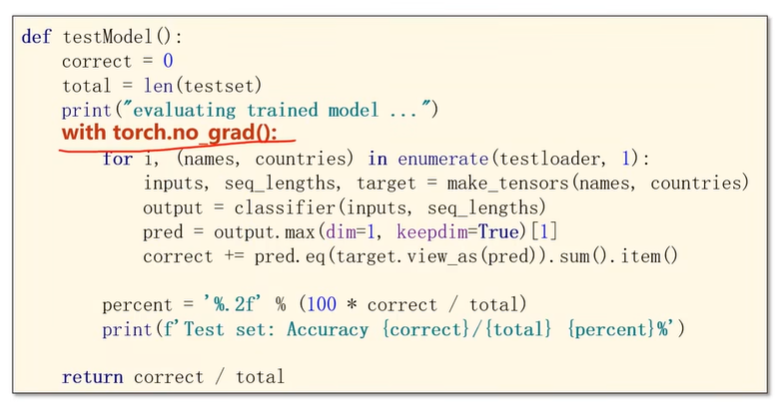 def testModel():
correct = 0
total = len(testset)
print("evaluating trained model ...")
with torch.no_grad():
for i, (names, countries) in enumerate(testloader, 1):
inputs, seq_lengths, target = make_tensors(names, countries)
output = classifier(inputs, seq_lengths)
pred = output.max(dim=1, keepdim=True)[1]
correct += pred.eq(target.view_as(pred)).sum().item()
percent = '%.2f' % (100 * correct / total)
print(f'Test set: Accuracy {correct}/{total} {percent}%')
return correct / total